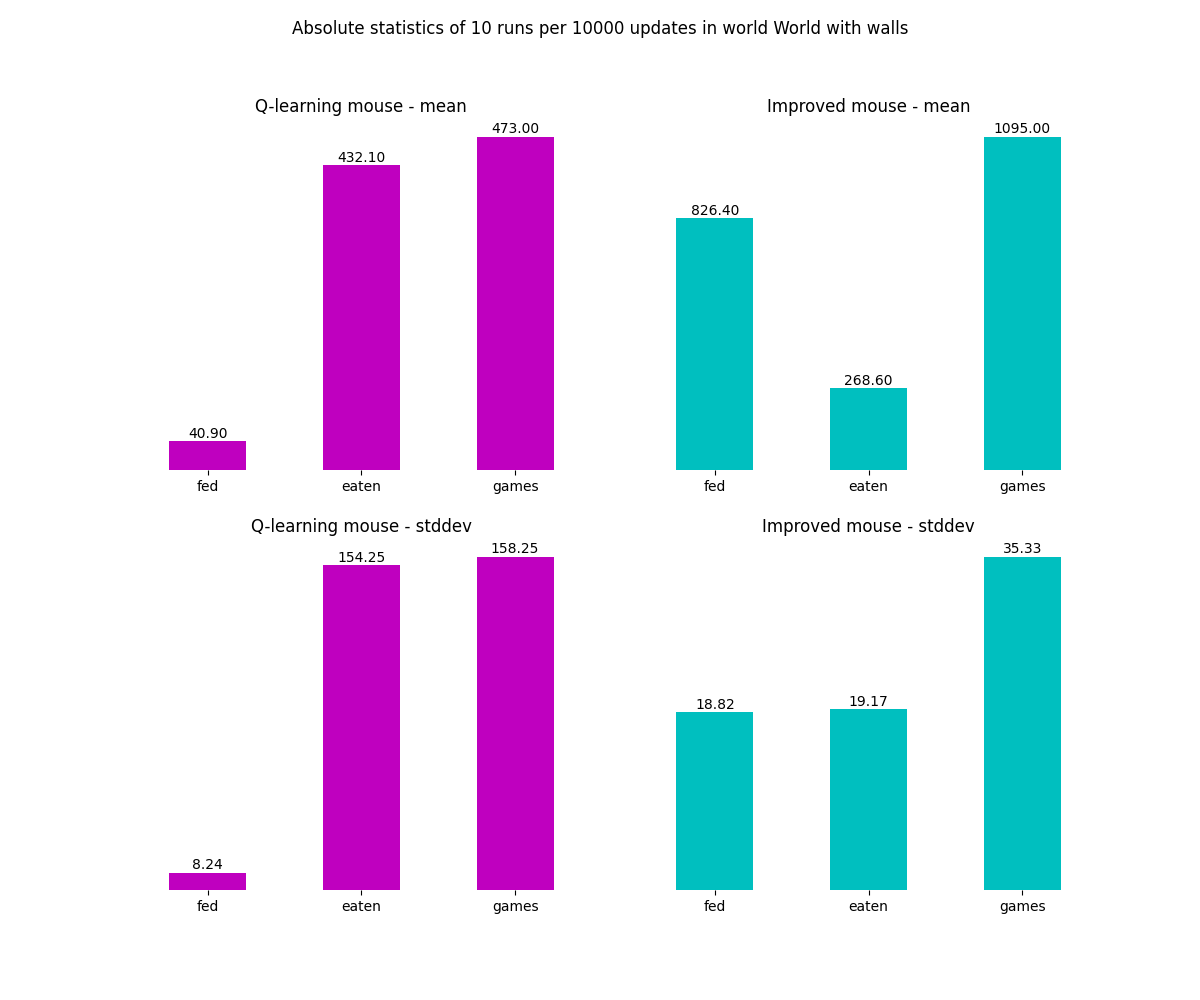 Absolute statistics of 10 runs per 10000 updates in world World with walls
Q-learning mouse - mean
473.00
432.10
40.90
fed eaten games
Improved mouse - mean
1095.00
826.40
268.60
fed eaten games
Q-learning mouse - stddev
158.25
154.25
8.24
fed eaten games
Improved mouse - stddev
35.33
18.82
19.17
fed eaten games